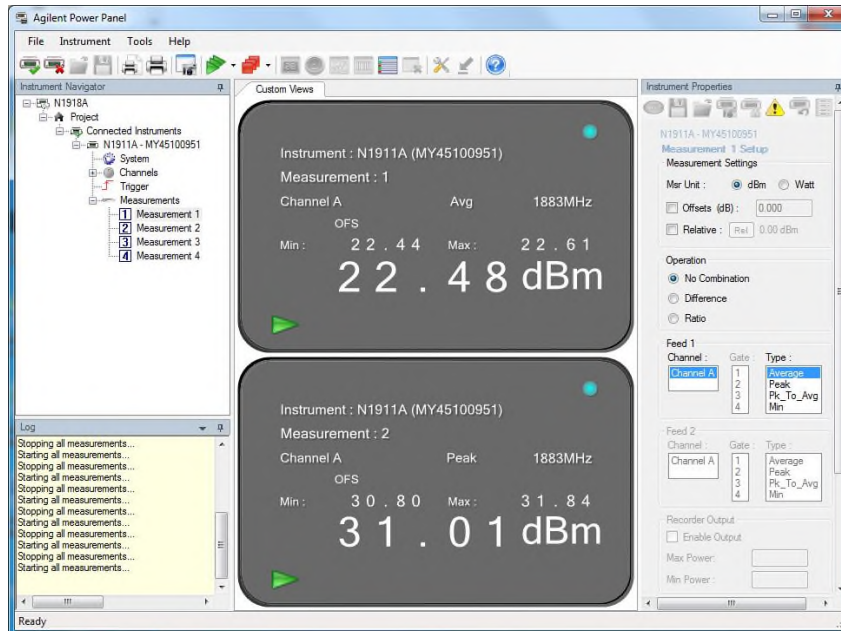 Agilent Power Panel
File Instrument Tools Help
Instrument Navigator
N1918A
Project
Connected Instruments
N1911A - MY45100951
System
Channels
Trigger
Measurements
1 Measurement 1
2 Measurement 2
3 Measurement 3
4 Measurement 4
Log
Stopping all measurements...
Starting all measurements...
Stopping all measurements...
Starting all measurements...
Stopping all measurements...
Starting all measurements...
Stopping all measurements...
Starting all measurements...
Stopping all measurements...
Starting all measurements...
Stopping all measurements...
Starting all measurements...
Custom Views
Instrument : N1911A (MY45100951)
Measurement : 1
Channel A Avg 1883MHz
OFS
Min : 22.44 Max : 22.61
22.48 dBm
Instrument : N1911A (MY45100951)
Measurement : 2
Channel A Peak 1883MHz
OFS
Min : 30.80 Max : 31.84
31.01 dBm
Instrument Properties
N1911A - MY45100951
Measurement 1 Setup
Measurement Settings
Msr Unit : dBm Watt
Offsets (dB) : 0.000
Relative : Rel 0.00 dBm
Operation
No Combination
Difference
Ratio
Feed 1
Channel : Gate : Type :
Channel A 1 Average
2 Peak
3 Pk_To_Avg
4 Min
Feed 2
Channel : Gate : Type :
Channel A 1 Average
2 Peak
3 Pk_To_Avg
4 Min
Recorder Output
Enable Output
Max Power:
Min Power :
Ready